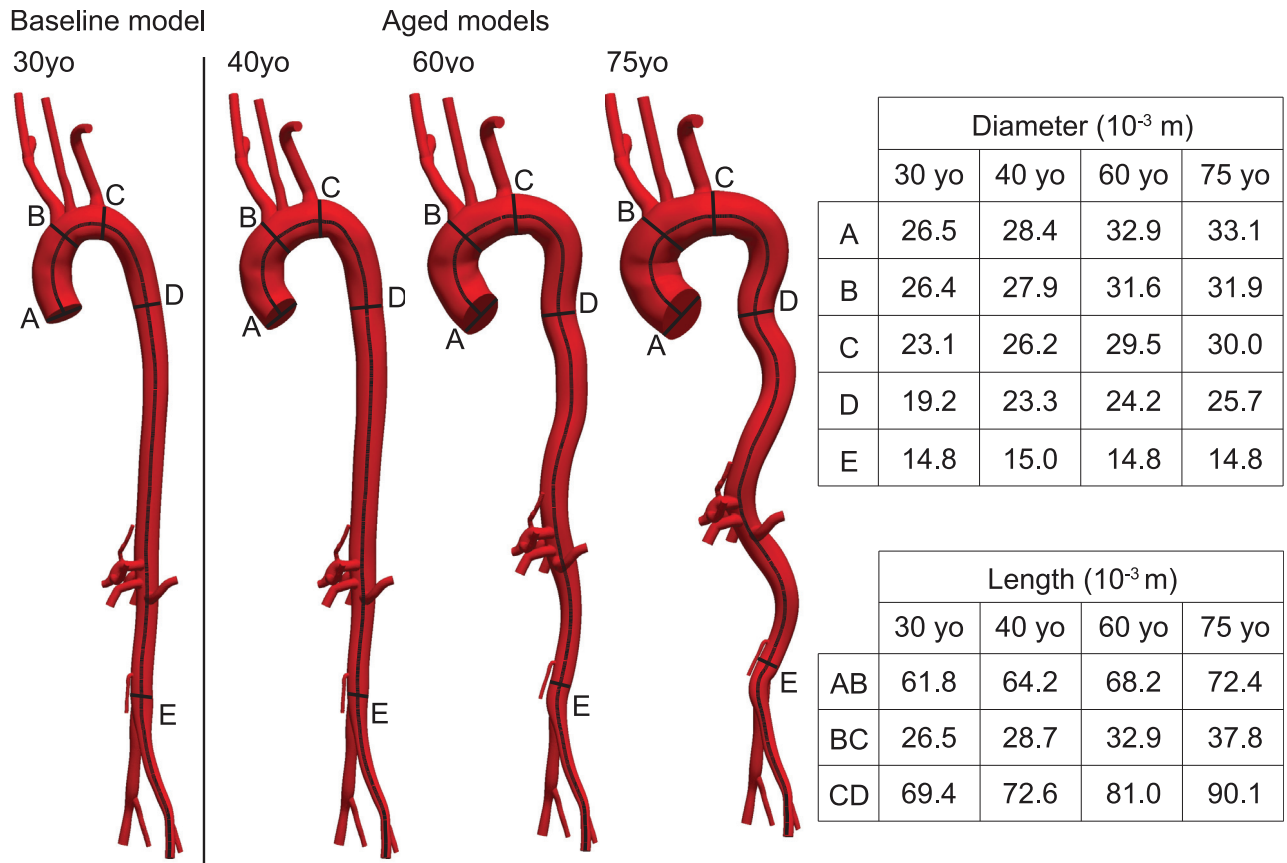 Baseline model
Aged models
30yo
40yo
60yo
75yo
C
B
D
A
E
C
B
D
A
E
C
B
D
A
E
C
B
D
A
E
Diameter (10-3 m)
30 yo 40 yo 60 yo 75 yo
A 26.5 28.4 32.9 33.1
B 26.4 27.9 31.6 31.9
C 23.1 26.2 29.5 30.0
D 19.2 23.3 24.2 25.7
E 14.8 15.0 14.8 14.8
Length (10-3 m)
30 yo 40 yo 60 yo 75 yo
AB 61.8 64.2 68.2 72.4
BC 26.5 28.7 32.9 37.8
CD 69.4 72.6 81.0 90.1